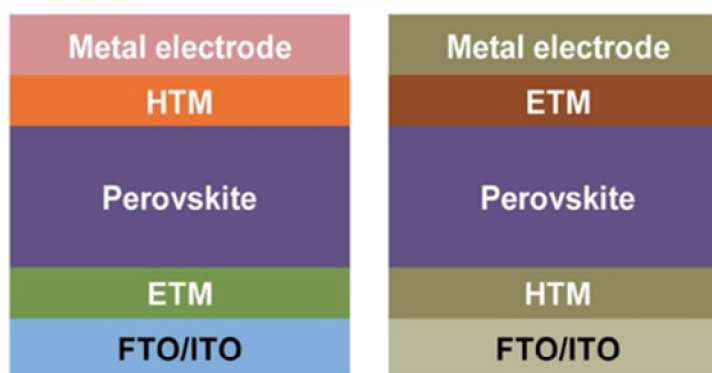 Metal electrode
HTM
Perovskite
ETM
FTO/ITO
Metal electrode
ETM
Perovskite
HTM
FTO/ITO